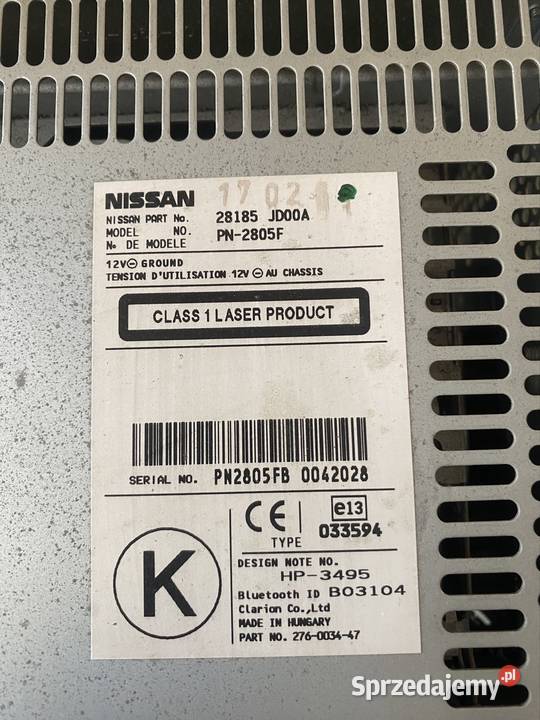 NISSAN 17 02
NISSAN PART No. 28185 JD00A
MODEL NO. PN-2805F
No DE MODELE
12V⊖ GROUND
TENSION D'UTILISATION 12V ⊖ AU CHASSIS
CLASS 1 LASER PRODUCT
SERIAL NO. PN2805FB 0042028
CE e13
TYPE 033594
K
DESIGN NOTE NO.
HP-3495
Bluetooth ID B03104
Clarion Co.,Ltd
MADE IN HUNGARY
PART NO. 276-0034-47
Sprzedajemy.pl